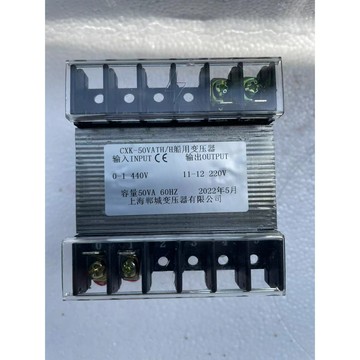 CXK-50VATH/H船用变压器
输入INPUT CE 输出OUTPUT
0-1 440V 11-12 220V
容量50VA 60HZ 2022年5月
上海郸城变压器有限公司